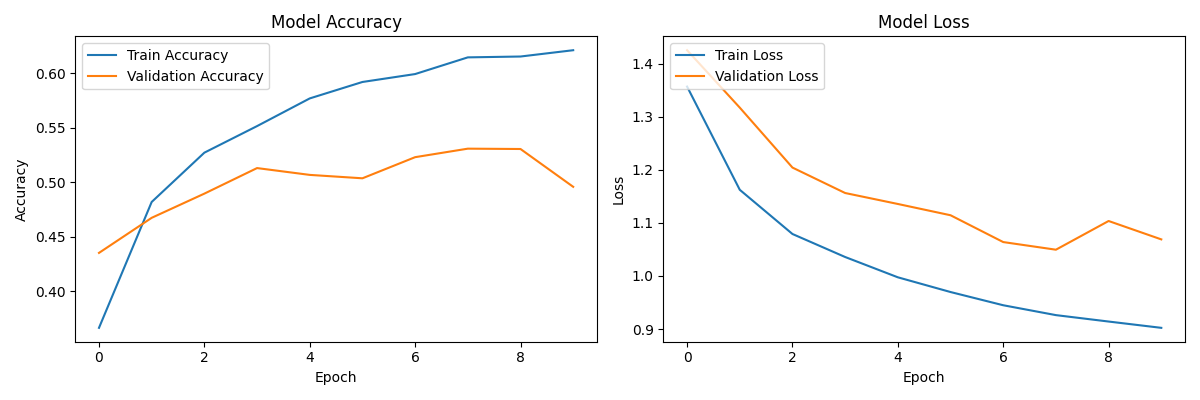 Model Accuracy
Train Accuracy
Validation Accuracy
Accuracy
0.60
0.55
0.50
0.45
0.40
0 2 4 6 8
Epoch
Model Loss
Train Loss
Validation Loss
Loss
1.4
1.3
1.2
1.1
1.0
0.9
0 2 4 6 8
Epoch